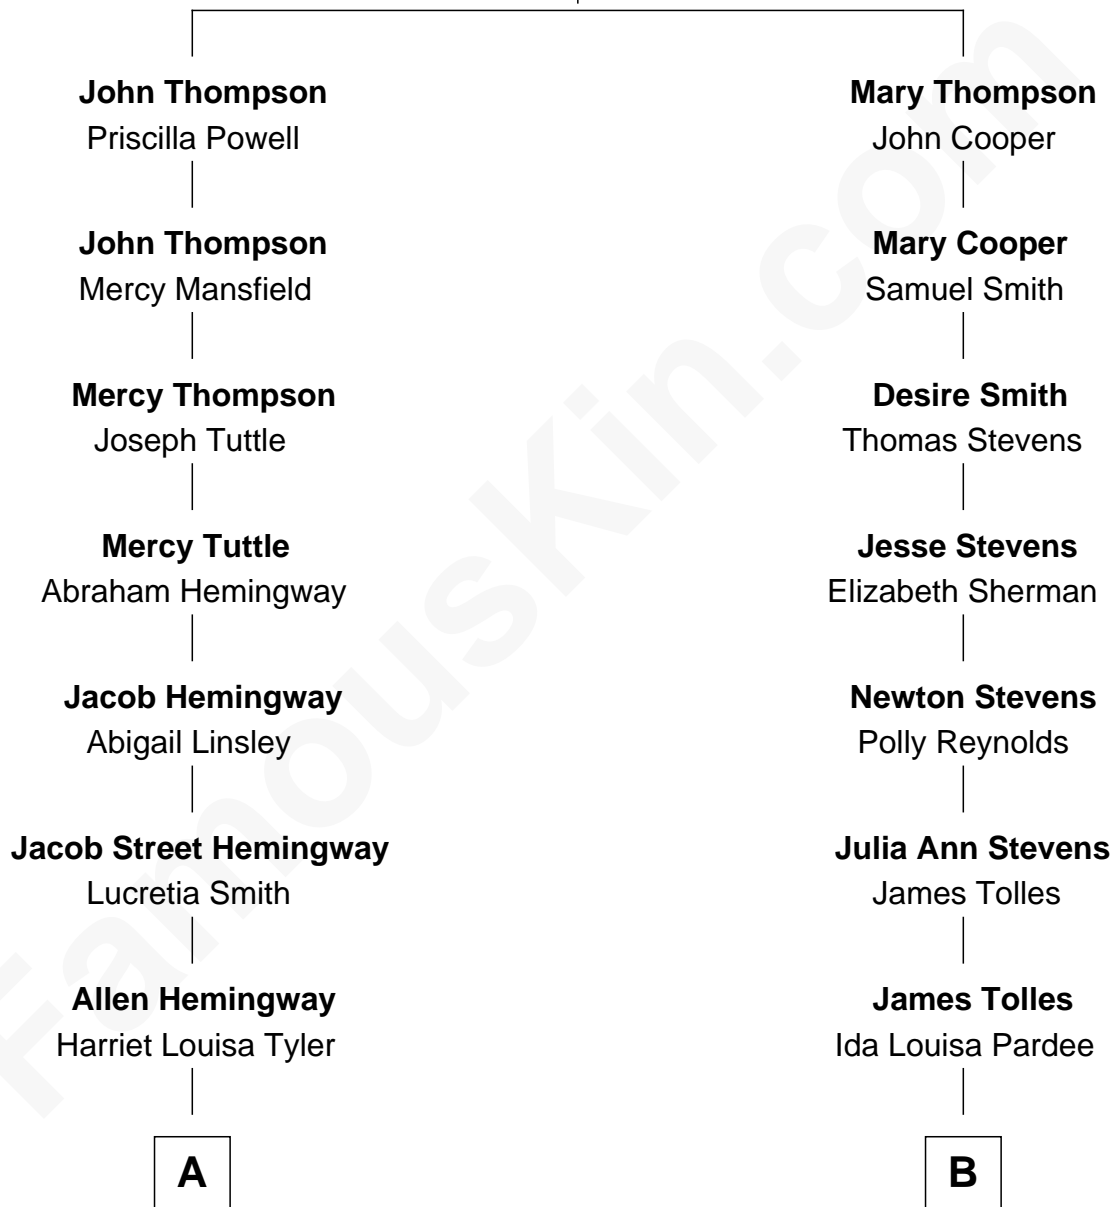 John Thompson
Priscilla Powell
John Thompson
Mercy Mansfield
Mercy Thompson
Joseph Tuttle
Mercy Tuttle
Abraham Hemingway
Jacob Hemingway
Abigail Linsley
Jacob Street Hemingway
Lucretia Smith
Allen Hemingway
Harriet Louisa Tyler
A
Mary Thompson
John Cooper
Mary Cooper
Samuel Smith
Desire Smith
Thomas Stevens
Jesse Stevens
Elizabeth Sherman
Newton Stevens
Polly Reynolds
Julia Ann Stevens
James Tolles
James Tolles
Ida Louisa Pardee
B
FamousKin.com